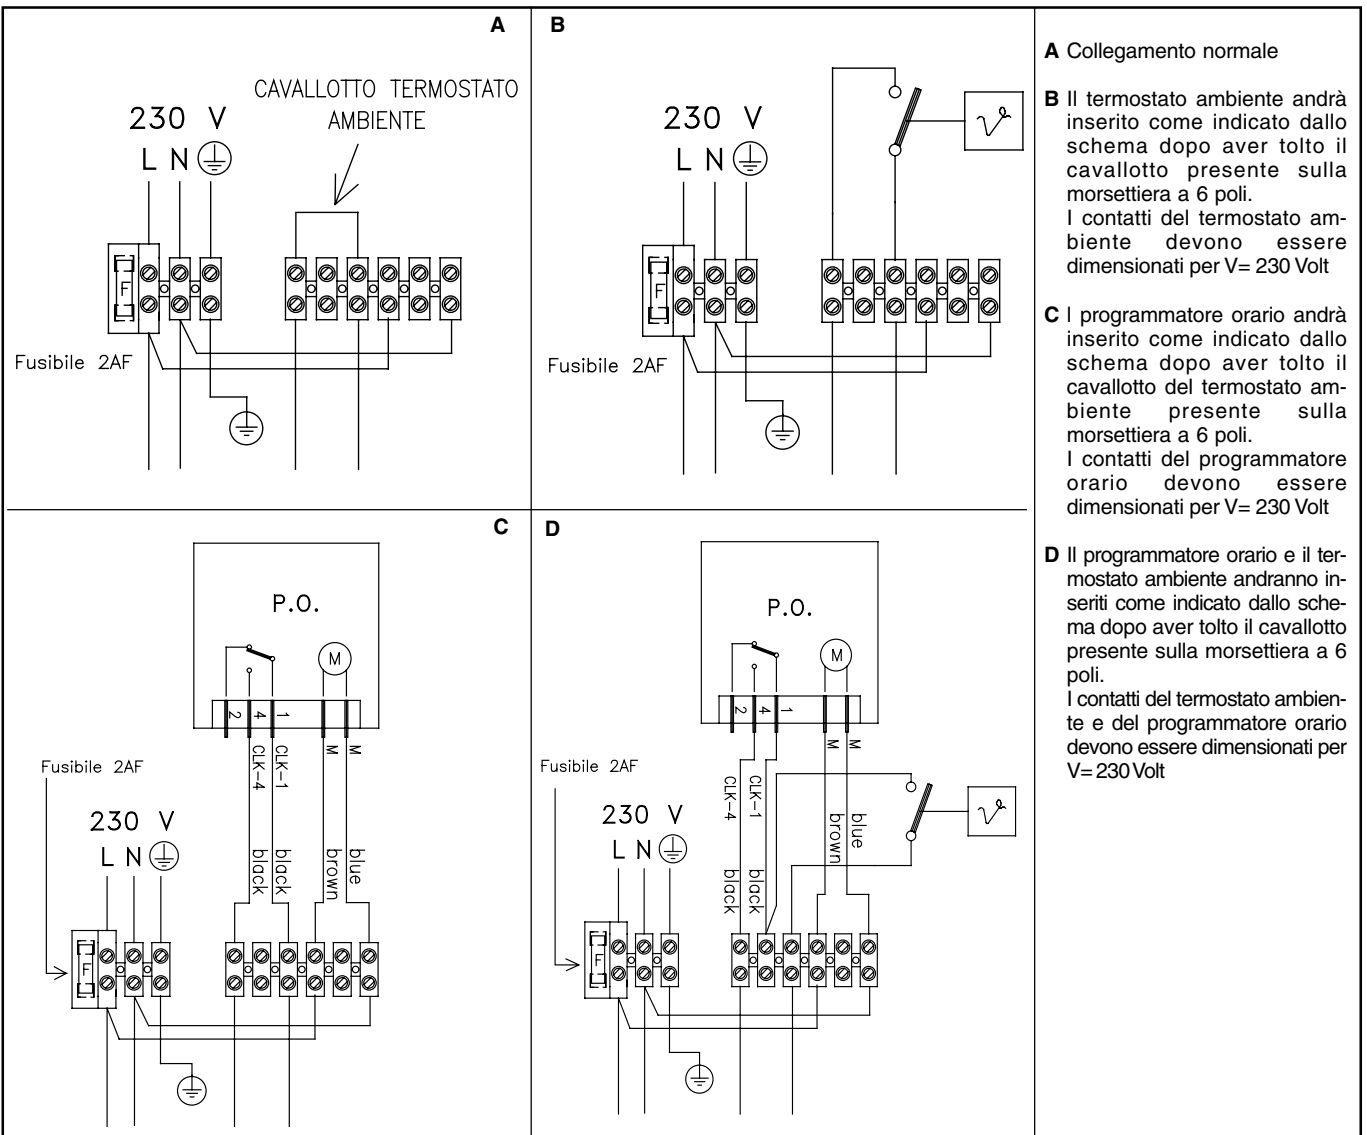 A
CAVALLOTTO TERMOSTATO
AMBIENTE
230 V
L N
F
Fusibile 2AF
B
230 V
L N
F
Fusibile 2AF
C
P.O.
M
2 4 1
CLK-4 CLK-1 M M
Fusibile 2AF
230 V
L N
black black brown blue
F
D
P.O.
M
2 4 1
M M
Fusibile 2AF
CLK-4 CLK-1
230 V
L N
black black brown blue
F
A Collegamento normale
B Il termostato ambiente andrà
inserito come indicato dallo
schema dopo aver tolto il
cavallotto presente sulla
morsettiera a 6 poli.
I contatti del termostato am-
biente devono essere
dimensionati per V= 230 Volt
C l programmatore orario andrà
inserito come indicato dallo
schema dopo aver tolto il
cavallotto del termostato am-
biente presente sulla
morsettiera a 6 poli.
I contatti del programmatore
orario devono essere
dimensionati per V= 230 Volt
D Il programmatore orario e il ter-
mostato ambiente andranno in-
seriti come indicato dallo sche-
ma dopo aver tolto il cavallotto
presente sulla morsettiera a 6
poli.
I contatti del termostato ambien-
te e del programmatore orario
devono essere dimensionati per
V= 230 Volt